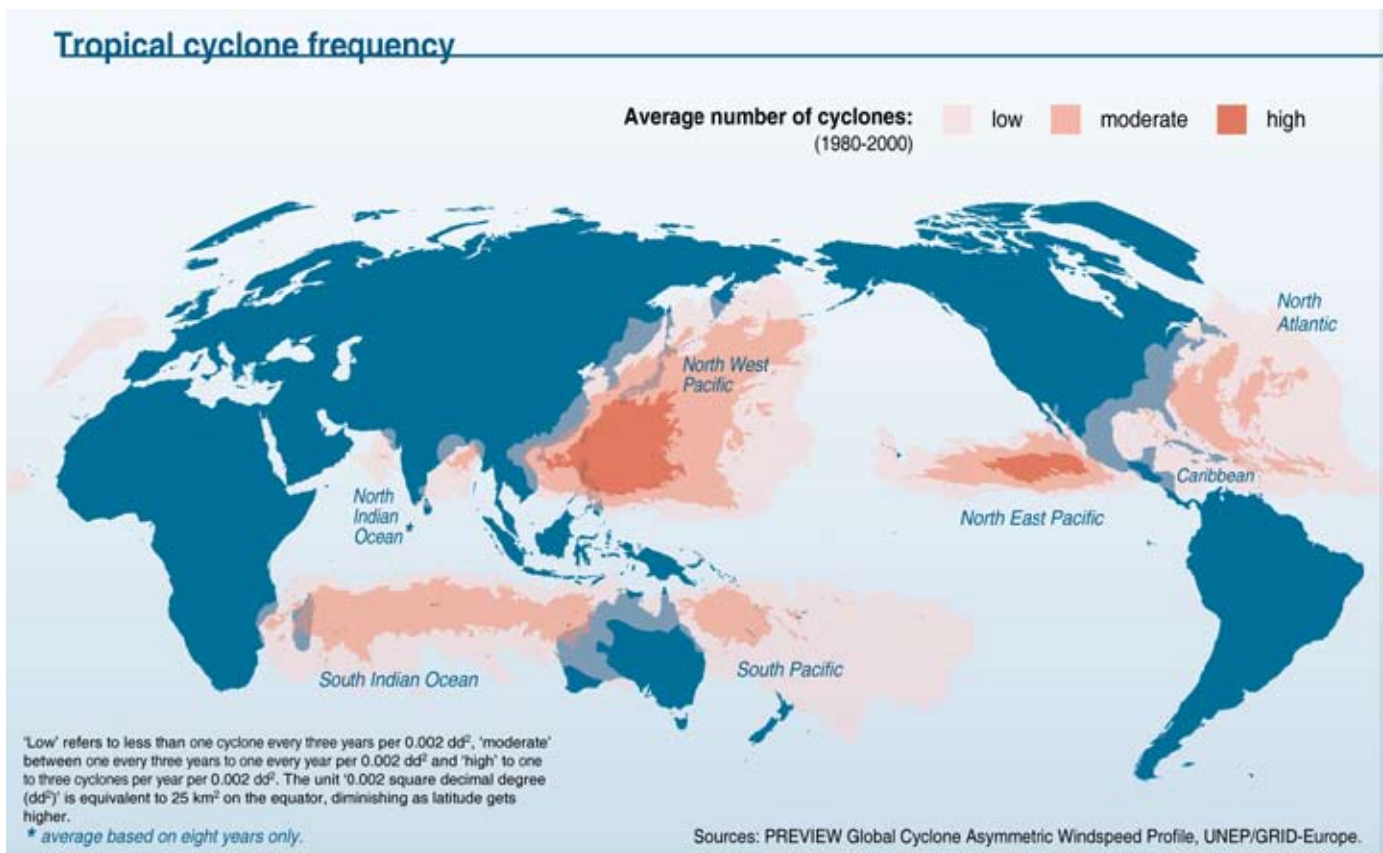 Tropical cyclone frequency
Average number of cyclones:
(1980-2000)
low
moderate
high
North
Atlantic
North West
Pacific
Caribbean
North
Indian
Ocean*
North East Pacific
South Indian Ocean
South Pacific
'Low' refers to less than one cyclone every three years per 0.002 dd², 'moderate'
between one every three years to one every year per 0.002 dd² and 'high' to one
to three cyclones per year per 0.002 dd². The unit '0.002 square decimal degree
(dd²)' is equivalent to 25 km² on the equator, diminishing as latitude gets
higher.
* average based on eight years only.
Sources: PREVIEW Global Cyclone Asymmetric Windspeed Profile, UNEP/GRID-Europe.